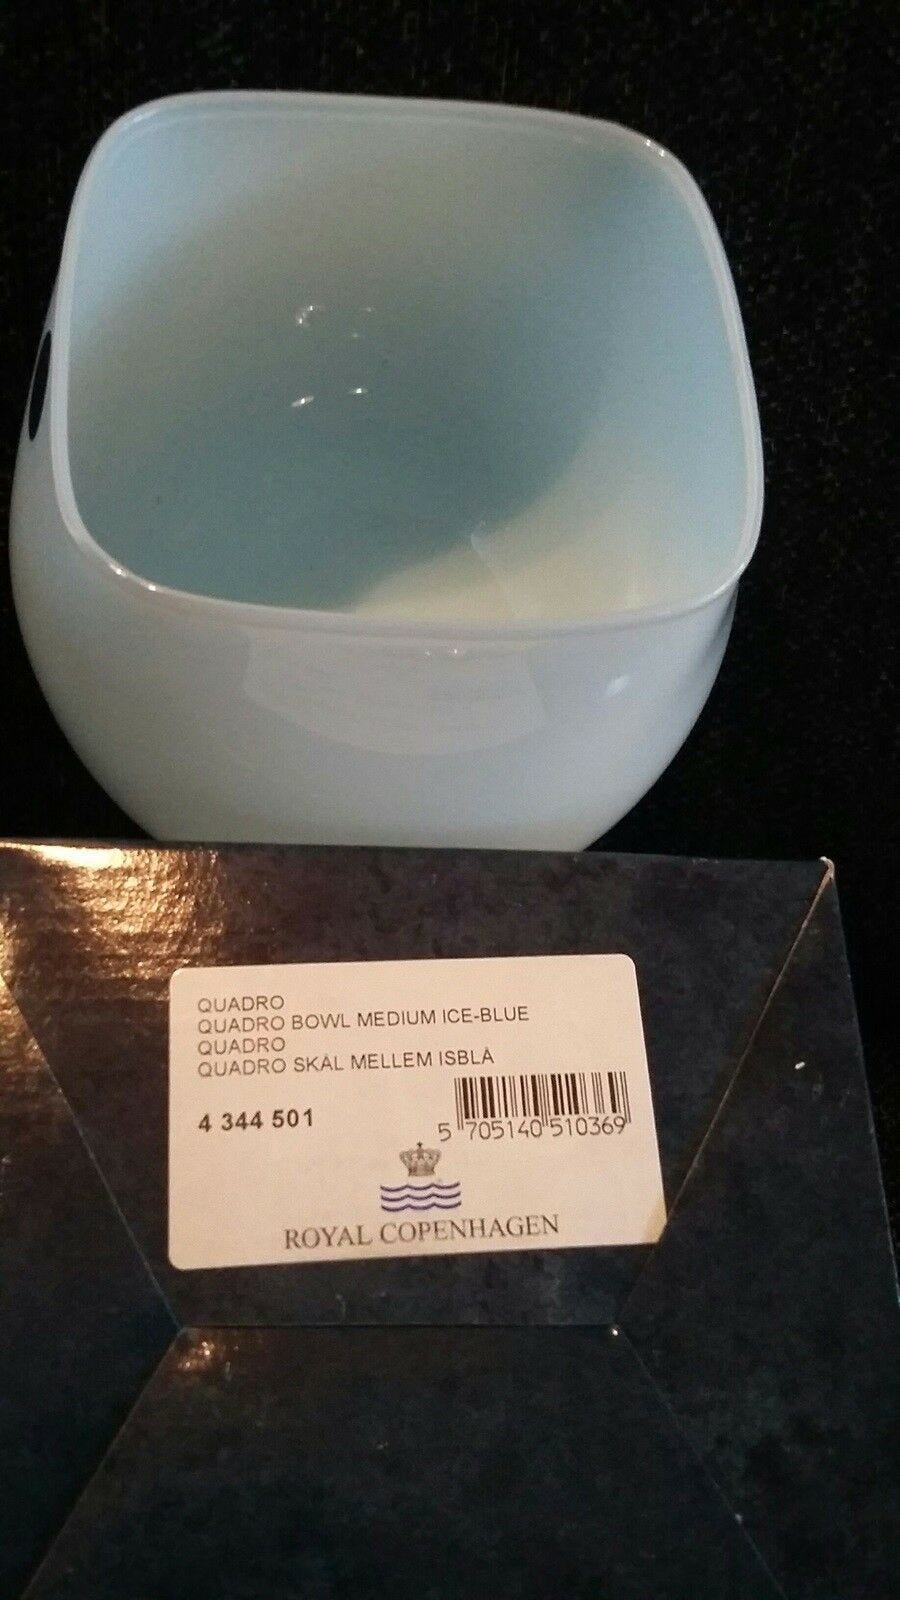 QUADRO
QUADRO BOWL MEDIUM ICE-BLUE
QUADRO
QUADRO SKÅL MELLEM ISBLÅ
4 344 501
5 705140 510369
ROYAL COPENHAGEN